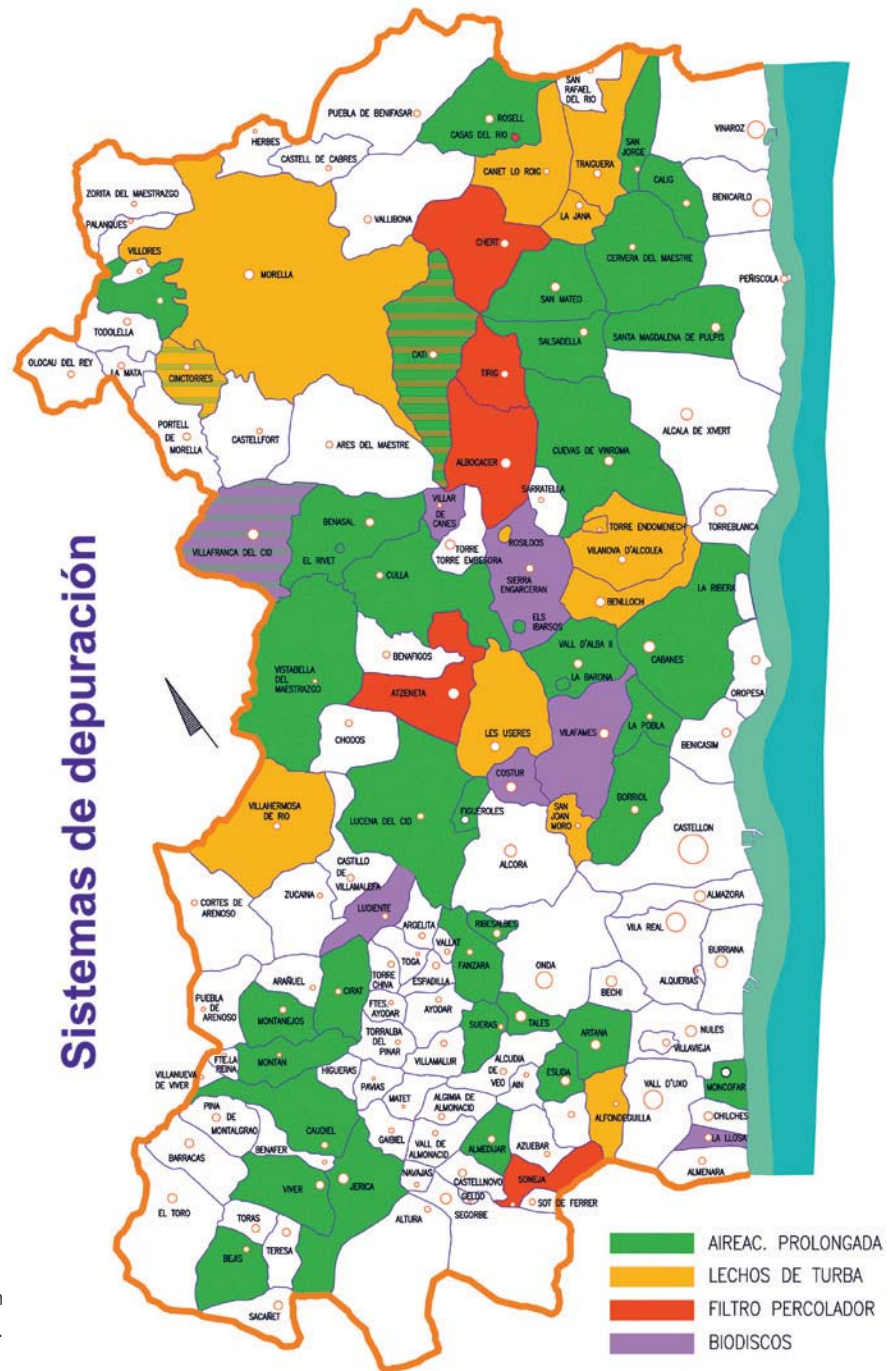 Sistemas de depuración
SAN
RAFAEL
DEL RIO
PUEBLA DE BENIFASAR
ROSELL
CASAS DEL RIO
VINAROZ
HERBES
CASTELL DE CABRES
SAN
JORGE
TRAIGUERA
CANET LO ROIG
CALIG
ZORITA DEL MAESTRAZGO
BENICARLO
PALANQUES
VALLIBONA
LA JANA
VILLORES
CHERT
CERVERA DEL MAESTRE
MORELLA
PEÑISCOLA
SAN MATEO
TODOLELLA
SALSADELLA
SANTA MAGDALENA DE PULPIS
CATI
OLOCAU DEL REY
LA MATA
CINCTORRES
TIRIG
ALCALA DE XIVERT
PORTELL
DE
MORELLA
CASTELLFORT
ARES DEL MAESTRE
ALBOCACER
CUEVAS DE VINROMA
SARRATELLA
VILLAR
DE
CANES
BENASAL
TORRE ENDOMENECH
TORREBLANCA
VILLAFRANCA DEL CID
EL RIVET
TORRE
TORRE EMBESORA
ROSILDOS
VILANOVA D'ALCOLEA
CULLA
SIERRA
ENGARCERAN
LA RIBERA
BENLLOCH
ELS
IBARSOS
VALL D'ALBA II
BENAFIGOS
CABANES
VISTABELLA
DEL
MAESTRAZGO
LA BARONA
OROPESA
ATZENETA
LA POBLA
CHODOS
LES USERES
VILAFAMES
BENICASIM
COSTUR
VILLAHERMOSA
DE RIO
LUCENA DEL CID
FIGUEROLES
SAN
JOAN
MORO
BORRIOL
CASTELLON
ALCORA
CASTILLO
DE
VILLAMALEFA
ZUCAINA
ALMAZORA
CORTES DE
ARENOSO
LUDIENTE
RIBESALBES
VILA REAL
ARGELITA
VALLAT
BURRIANA
TOGA
FANZARA
ONDA
ARAÑUEL
TORRE
CHIVA
ESPADILLA
ALQUERIAS
CIRAT
BECHI
PUEBLA
DE
ARENOSO
FTES.
AYODAR
AYODAR
MONTANEJOS
SUERAS
TALES
NULES
TORRALBA
DEL
PINAR
ARTANA
VILLAVIEJA
FTE.LA
REINA
MONTAN
VILLAMALUR
ALCUDIA
DE
VEO
VILLANUEVA
DE VIVER
HIGUERAS
AIN
ESLIDA
VALL D'UXO
MONCOFAR
PAVIAS
MATET
ALGIMIA DE
ALMONACID
PINA
DE
MONTALGRAO
CAUDIEL
ALFONDEGUILLA
CHILCHES
GAIBIEL
VALL DE
ALMONACID
ALMEDIJAR
AZUEBAR
LA LLOSA
BARRACAS
BENAFER
NAVAJAS
CASTELLNOVO
SONEJA
ALMENARA
VIVER
JERICA
GELDO
SEGORBE
SOT DE FERRER
EL TORO
ALTURA
TORAS
TERESA
BEJIS
SACAÑET
AIREAC. PROLONGADA
LECHOS DE TURBA
FILTRO PERCOLADOR
BIODISCOS